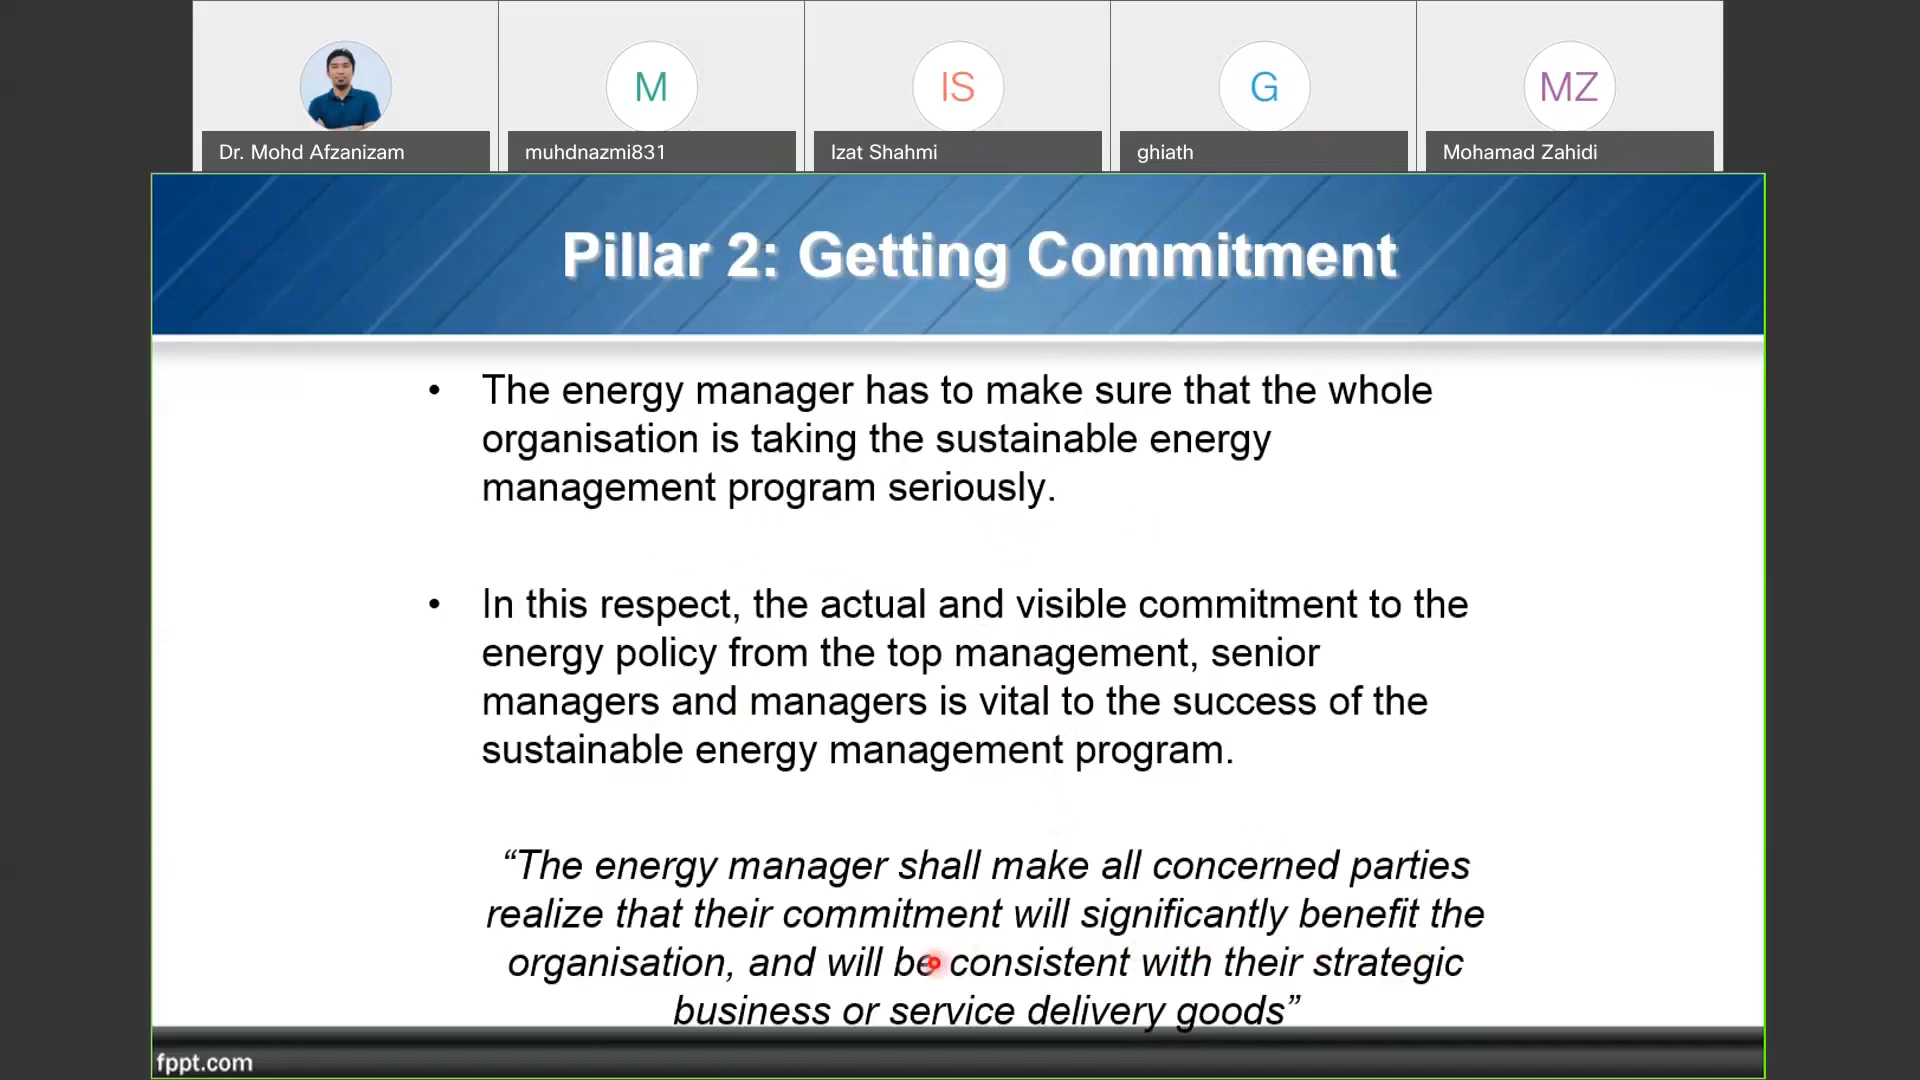 M
IS
G
MZ
Dr. Mohd Afzanizam
muhdnazmi831
Izat Shahmi
ghiath
Mohamad Zahidi
Pillar 2: Getting Commitment
• The energy manager has to make sure that the whole
organisation is taking the sustainable energy
management program seriously.
• In this respect, the actual and visible commitment to the
energy policy from the top management, senior
managers and managers is vital to the success of the
sustainable energy management program.
“The energy manager shall make all concerned parties
realize that their commitment will significantly benefit the
organisation, and will be consistent with their strategic
business or service delivery goods”
fppt.com